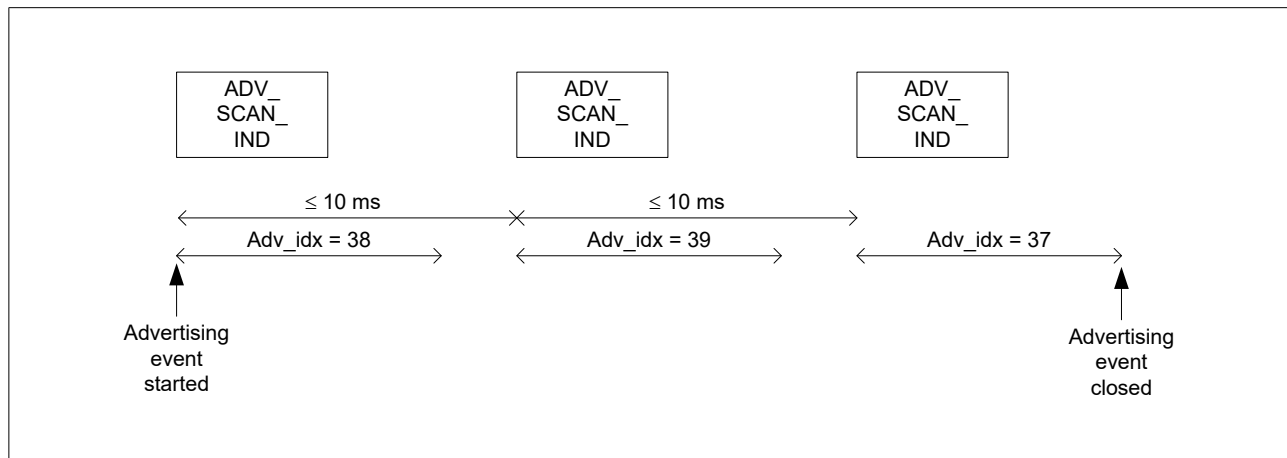 ADV_
SCAN_
IND
ADV_
SCAN_
IND
ADV_
SCAN_
IND
≤ 10 ms
≤ 10 ms
Adv_idx = 38
Adv_idx = 39
Adv_idx = 37
Advertising
event
started
Advertising
event
closed